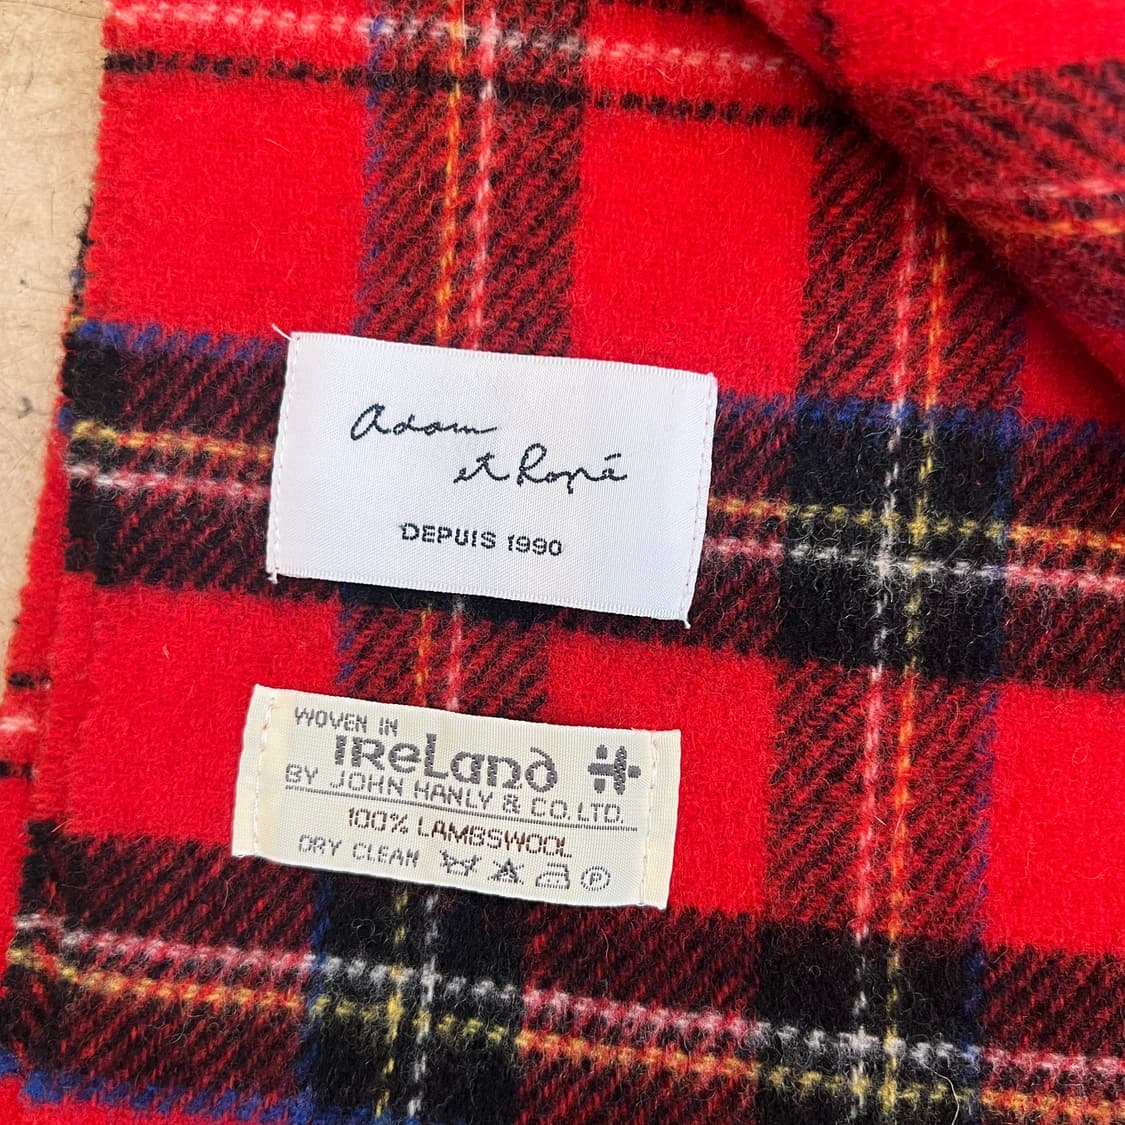 Adam
et Ropé
DEPUIS 1990
WOVEN IN
IReLand
BY JOHN HANLY & CO. LTD.
100% LAMBSWOOL
DRY CLEAN P